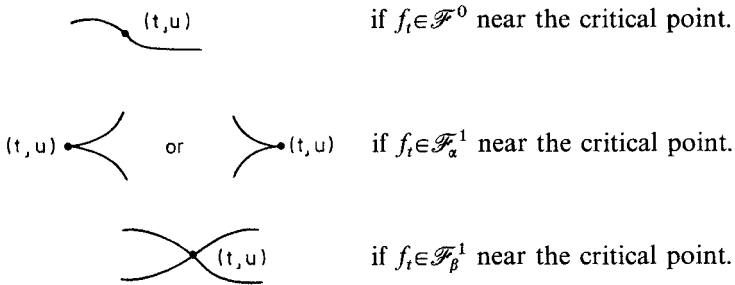 (t,u) if f_t∈ℱ^0 near the critical point.
(t,u) or (t,u) if f_t∈ℱ_α^1 near the critical point.
(t,u) if f_t∈ℱ_β^1 near the critical point.